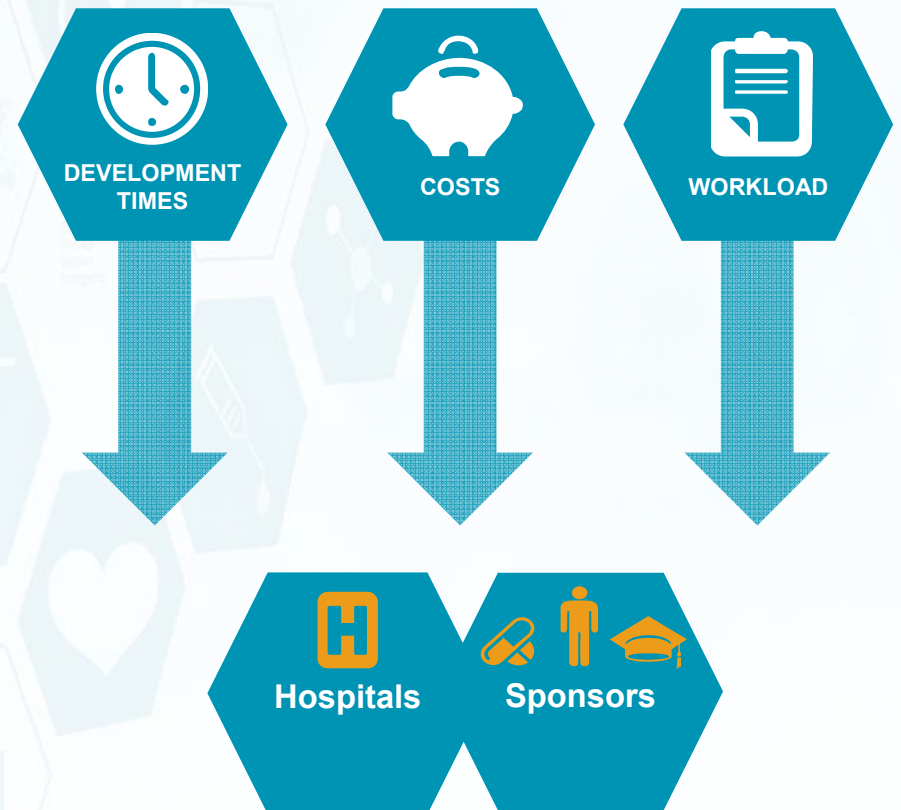 DEVELOPMENT
TIMES
COSTS
WORKLOAD
H
Hospitals
Sponsors